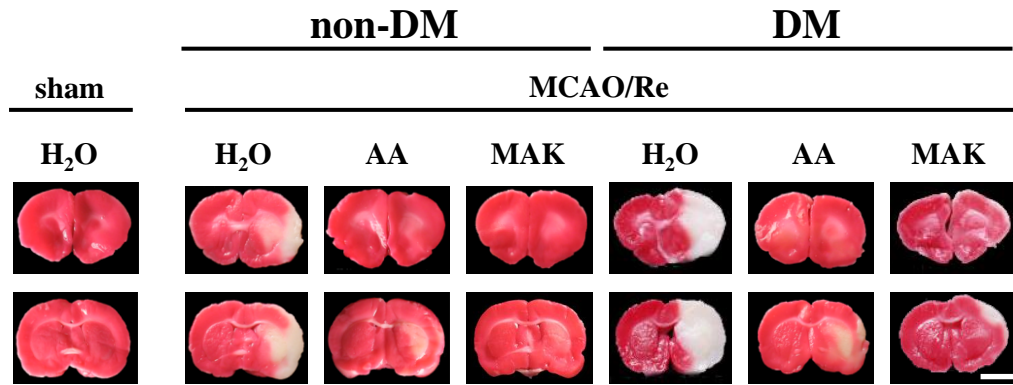 non-DM DM
sham MCAO/Re
H₂O H₂O AA MAK H₂O AA MAK